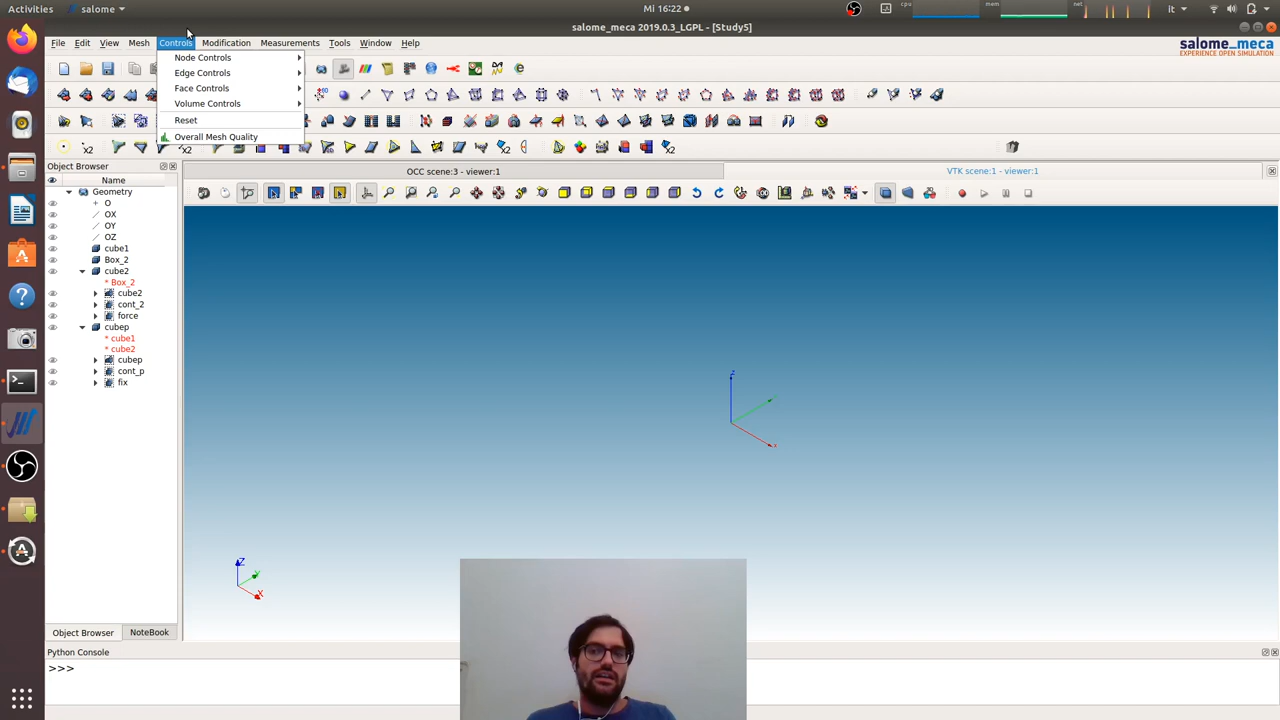 Activities
salome
Mi 16:22
cpu
mem
net
it
salome_meca 2019.0.3_LGPL - [Study5]
File
Edit
View
Mesh
Controls
Modification
Measurements
Tools
Window
Help
salome_meca
EXPERIENCE OPEN SIMULATION
Node Controls
Edge Controls
Face Controls
Volume Controls
Reset
Overall Mesh Quality
Object Browser
OCC scene:3 - viewer:1
VTK scene:1 - viewer:1
Name
Geometry
O
OX
OY
OZ
cube1
Box_2
cube2
* Box_2
cube2
cont_2
force
cubep
* cube1
* cube2
cubep
cont_p
fix
Z
Y
X
Object Browser
NoteBook
Python Console
>>>